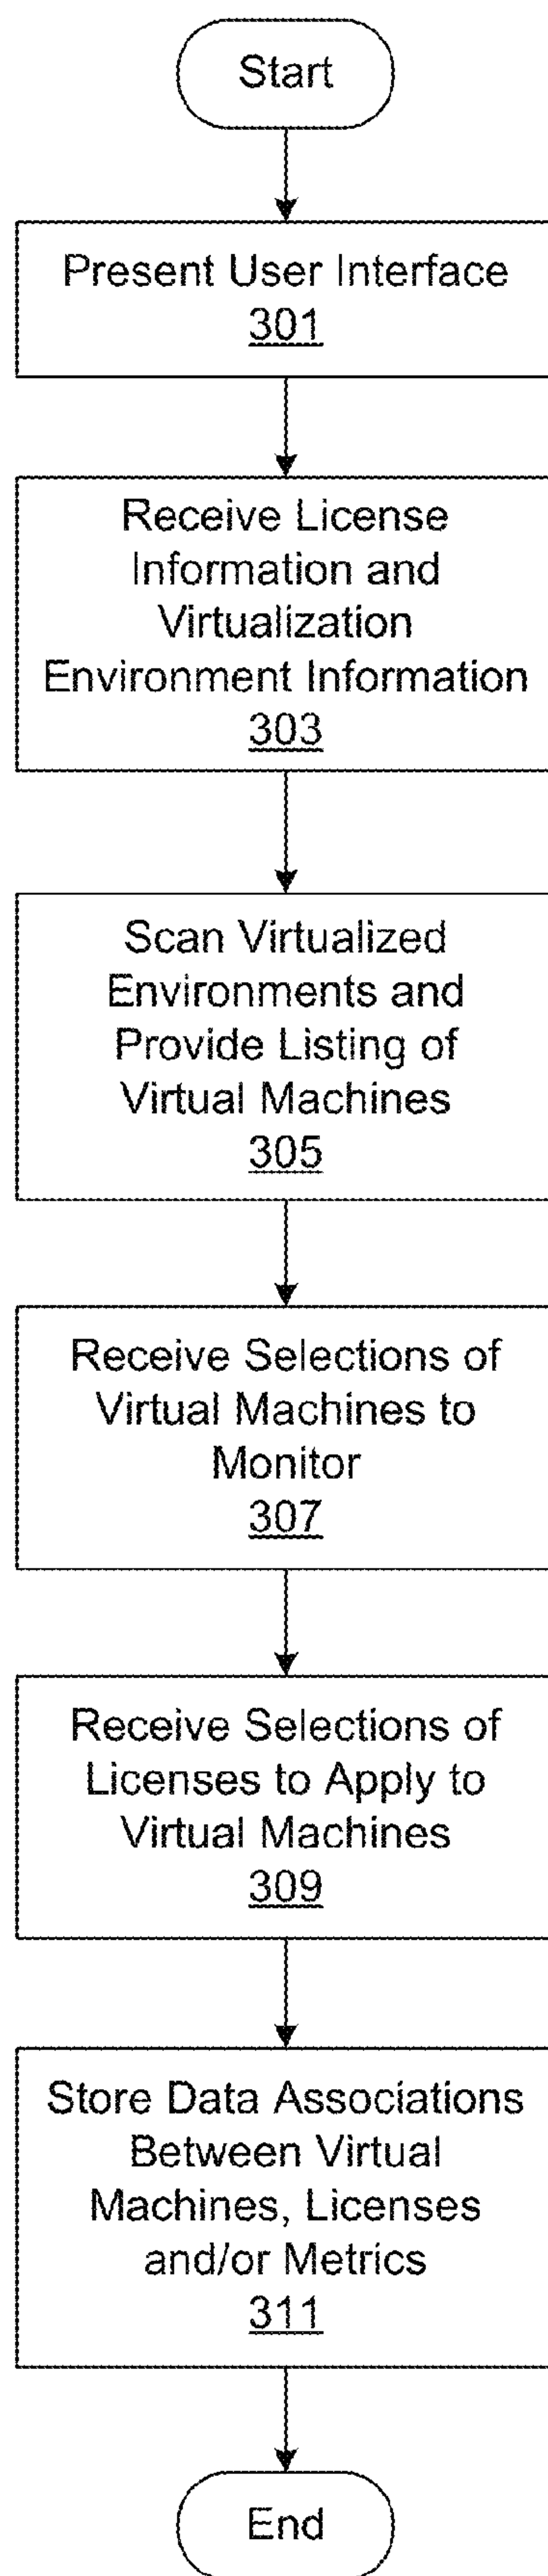 Start
Present User Interface
301
Receive License
Information and
Virtualization
Environment Information
303
Scan Virtualized
Environments and
Provide Listing of
Virtual Machines
305
Receive Selections of
Virtual Machines to
Monitor
307
Receive Selections of
Licenses to Apply to
Virtual Machines
309
Store Data Associations
Between Virtual
Machines, Licenses
and/or Metrics
311
End